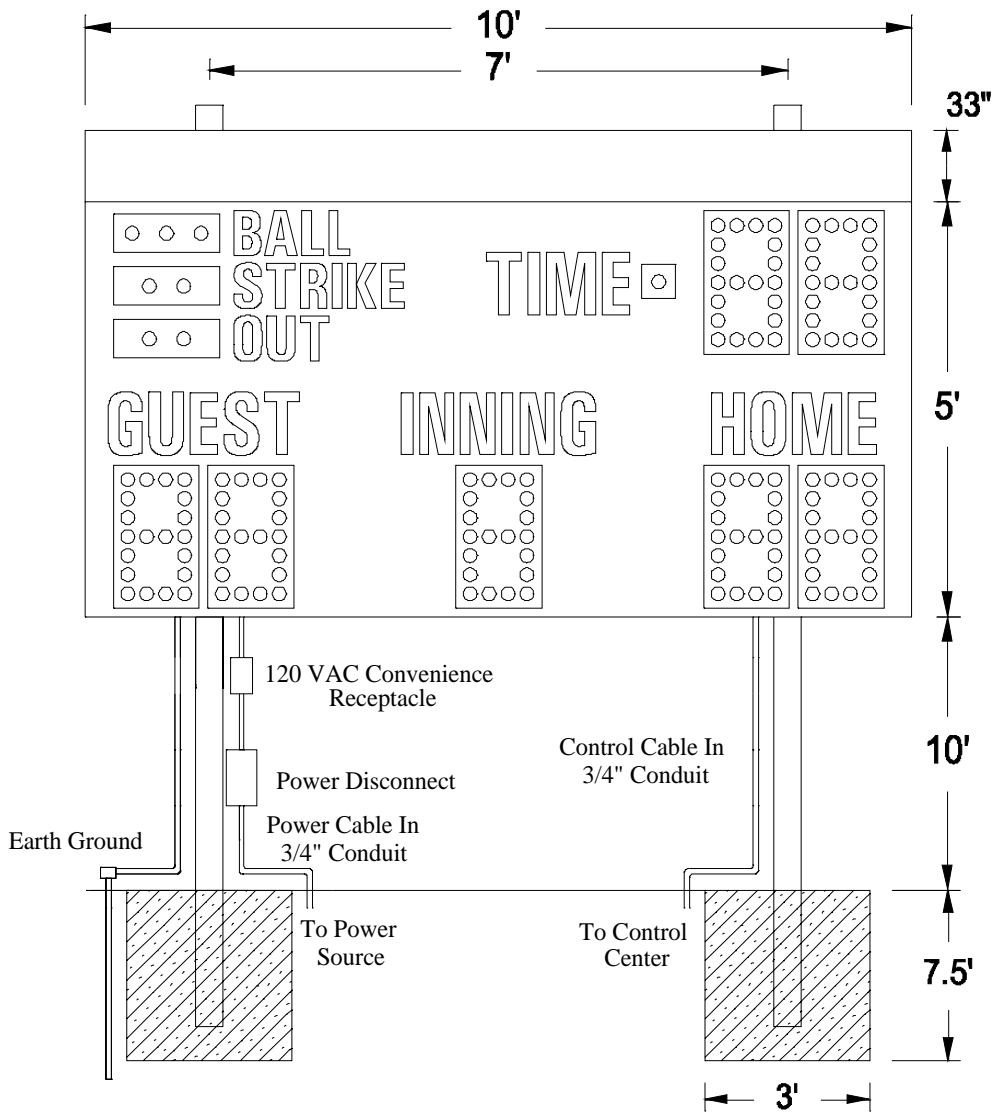 10'
7'
33"
BALL
STRIKE
OUT
TIME
5'
GUEST
INNING
HOME
120 VAC Convenience
Receptacle
Control Cable In
3/4" Conduit
10'
Power Disconnect
Power Cable In
3/4" Conduit
Earth Ground
To Power
Source
To Control
Center
7.5'
3'